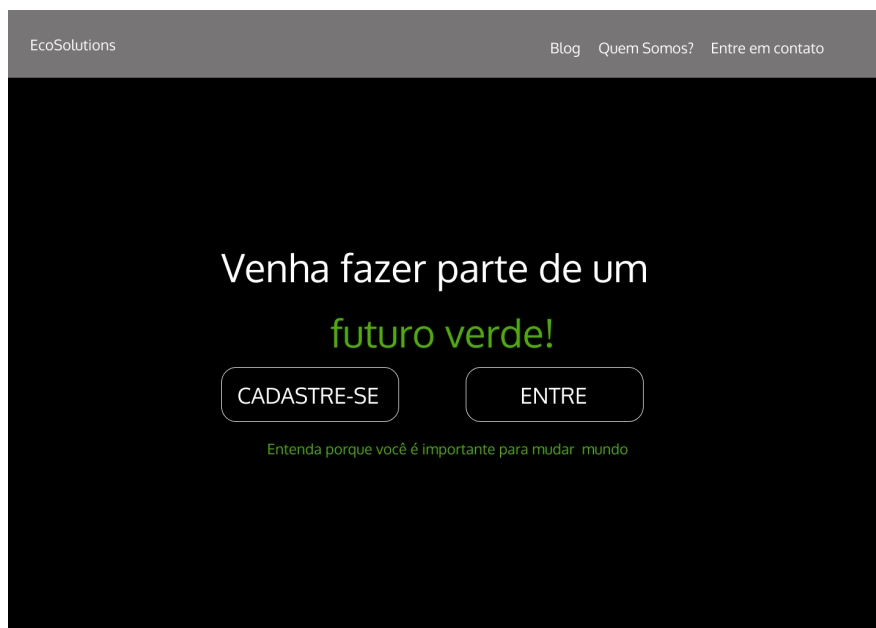 EcoSolutions
Blog Quem Somos? Entre em contato
Venha fazer parte de um
futuro verde!
CADASTRE-SE ENTRE
Entenda porque você é importante para mudar mundo